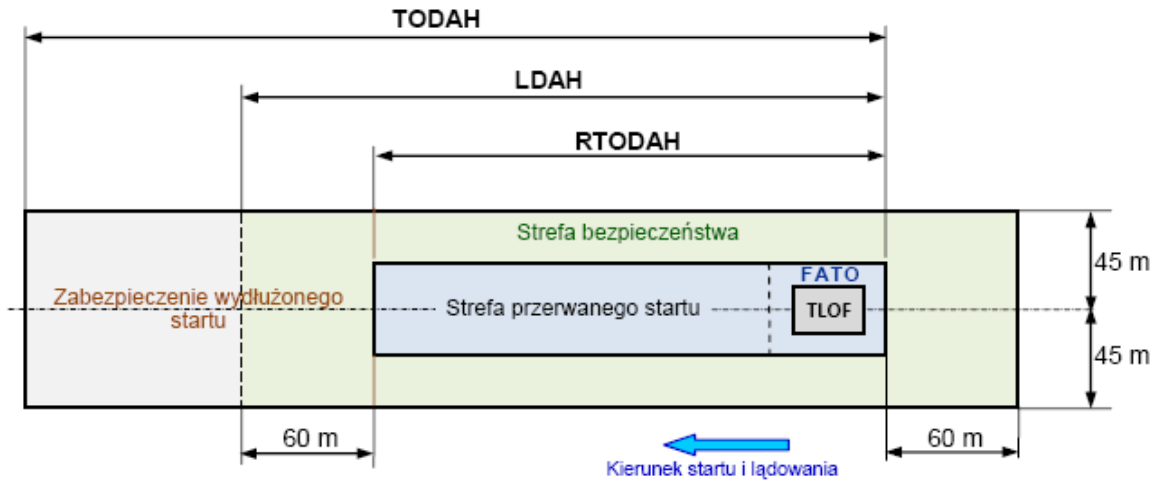 TODAH
LDAH
RTODAH
Strefa bezpieczeństwa
45 m
FATO
Zabezpieczenie wydłużonego
startu
Strefa przerwanego startu
TLOF
45 m
60 m
60 m
Kierunek startu i lądowania